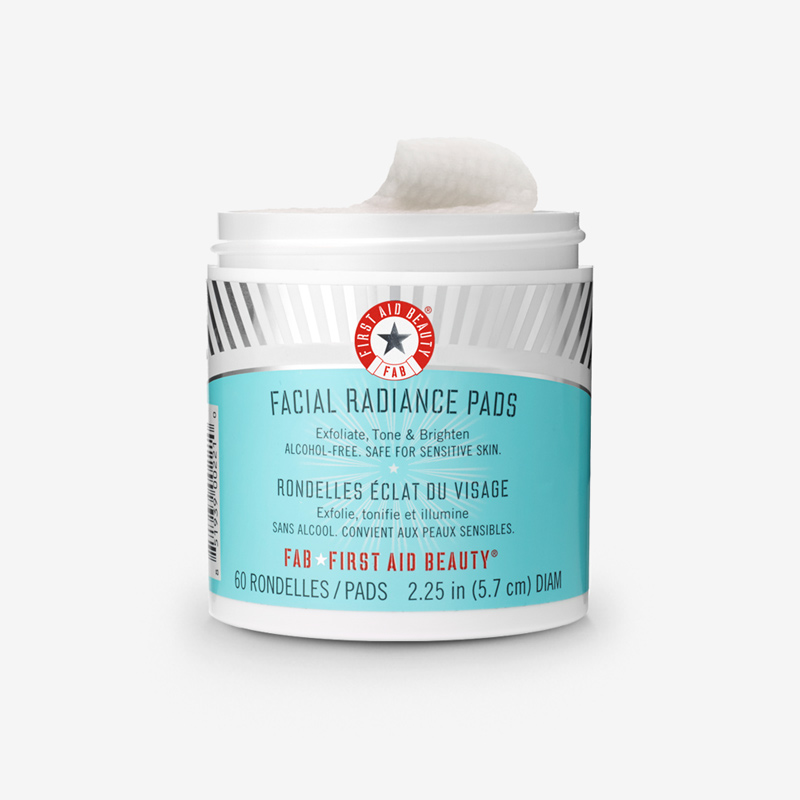 FIRST AID BEAUTY®
FAB
FACIAL RADIANCE PADS
Exfoliate, Tone & Brighten
ALCOHOL-FREE. SAFE FOR SENSITIVE SKIN.
RONDELLES ÉCLAT DU VISAGE
Exfolie, tonifie et illumine
SANS ALCOOL. CONVIENT AUX PEAUX SENSIBLES.
FAB★FIRST AID BEAUTY®
60 RONDELLES / PADS 2.25 in (5.7 cm) DIAM